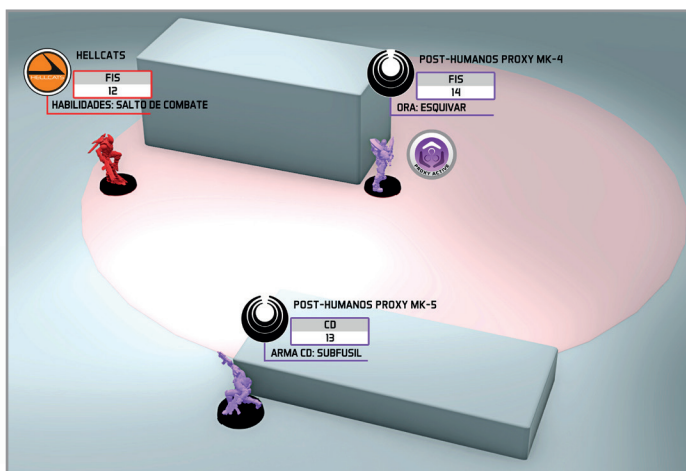 HELLCATS
HELLCATS
FIS
12
HABILIDADES: SALTO DE COMBATE
POST-HUMANOS PROXY MK-4
FIS
14
ORA: ESQUIVAR
PROXY ACTIVE
POST-HUMANOS PROXY MK-5
CD
13
ARMA CD: SUBFUSIL